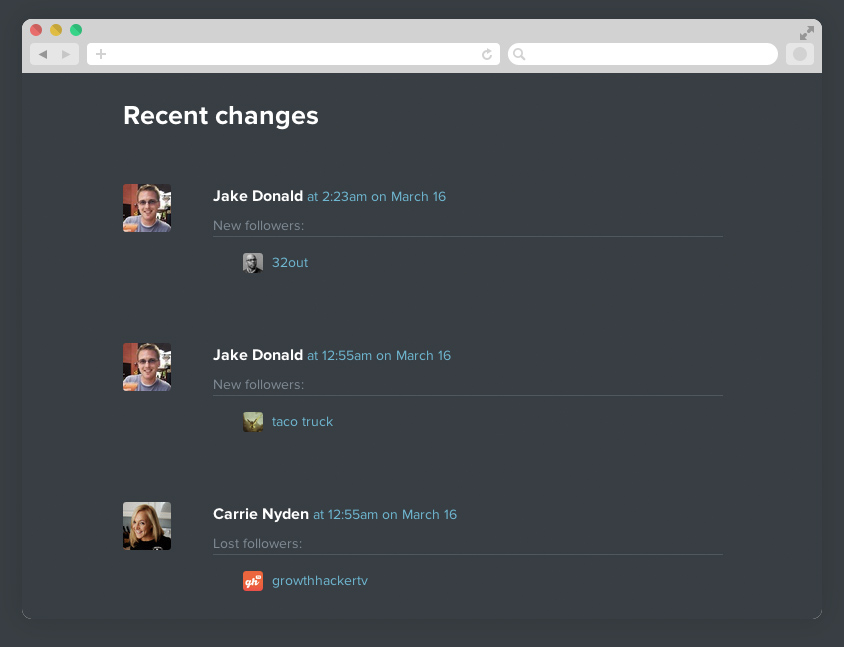 Recent changes
Jake Donald at 2:23am on March 16
New followers:
32out
Jake Donald at 12:55am on March 16
New followers:
taco truck
Carrie Nyden at 12:55am on March 16
Lost followers:
gh growthhackertv